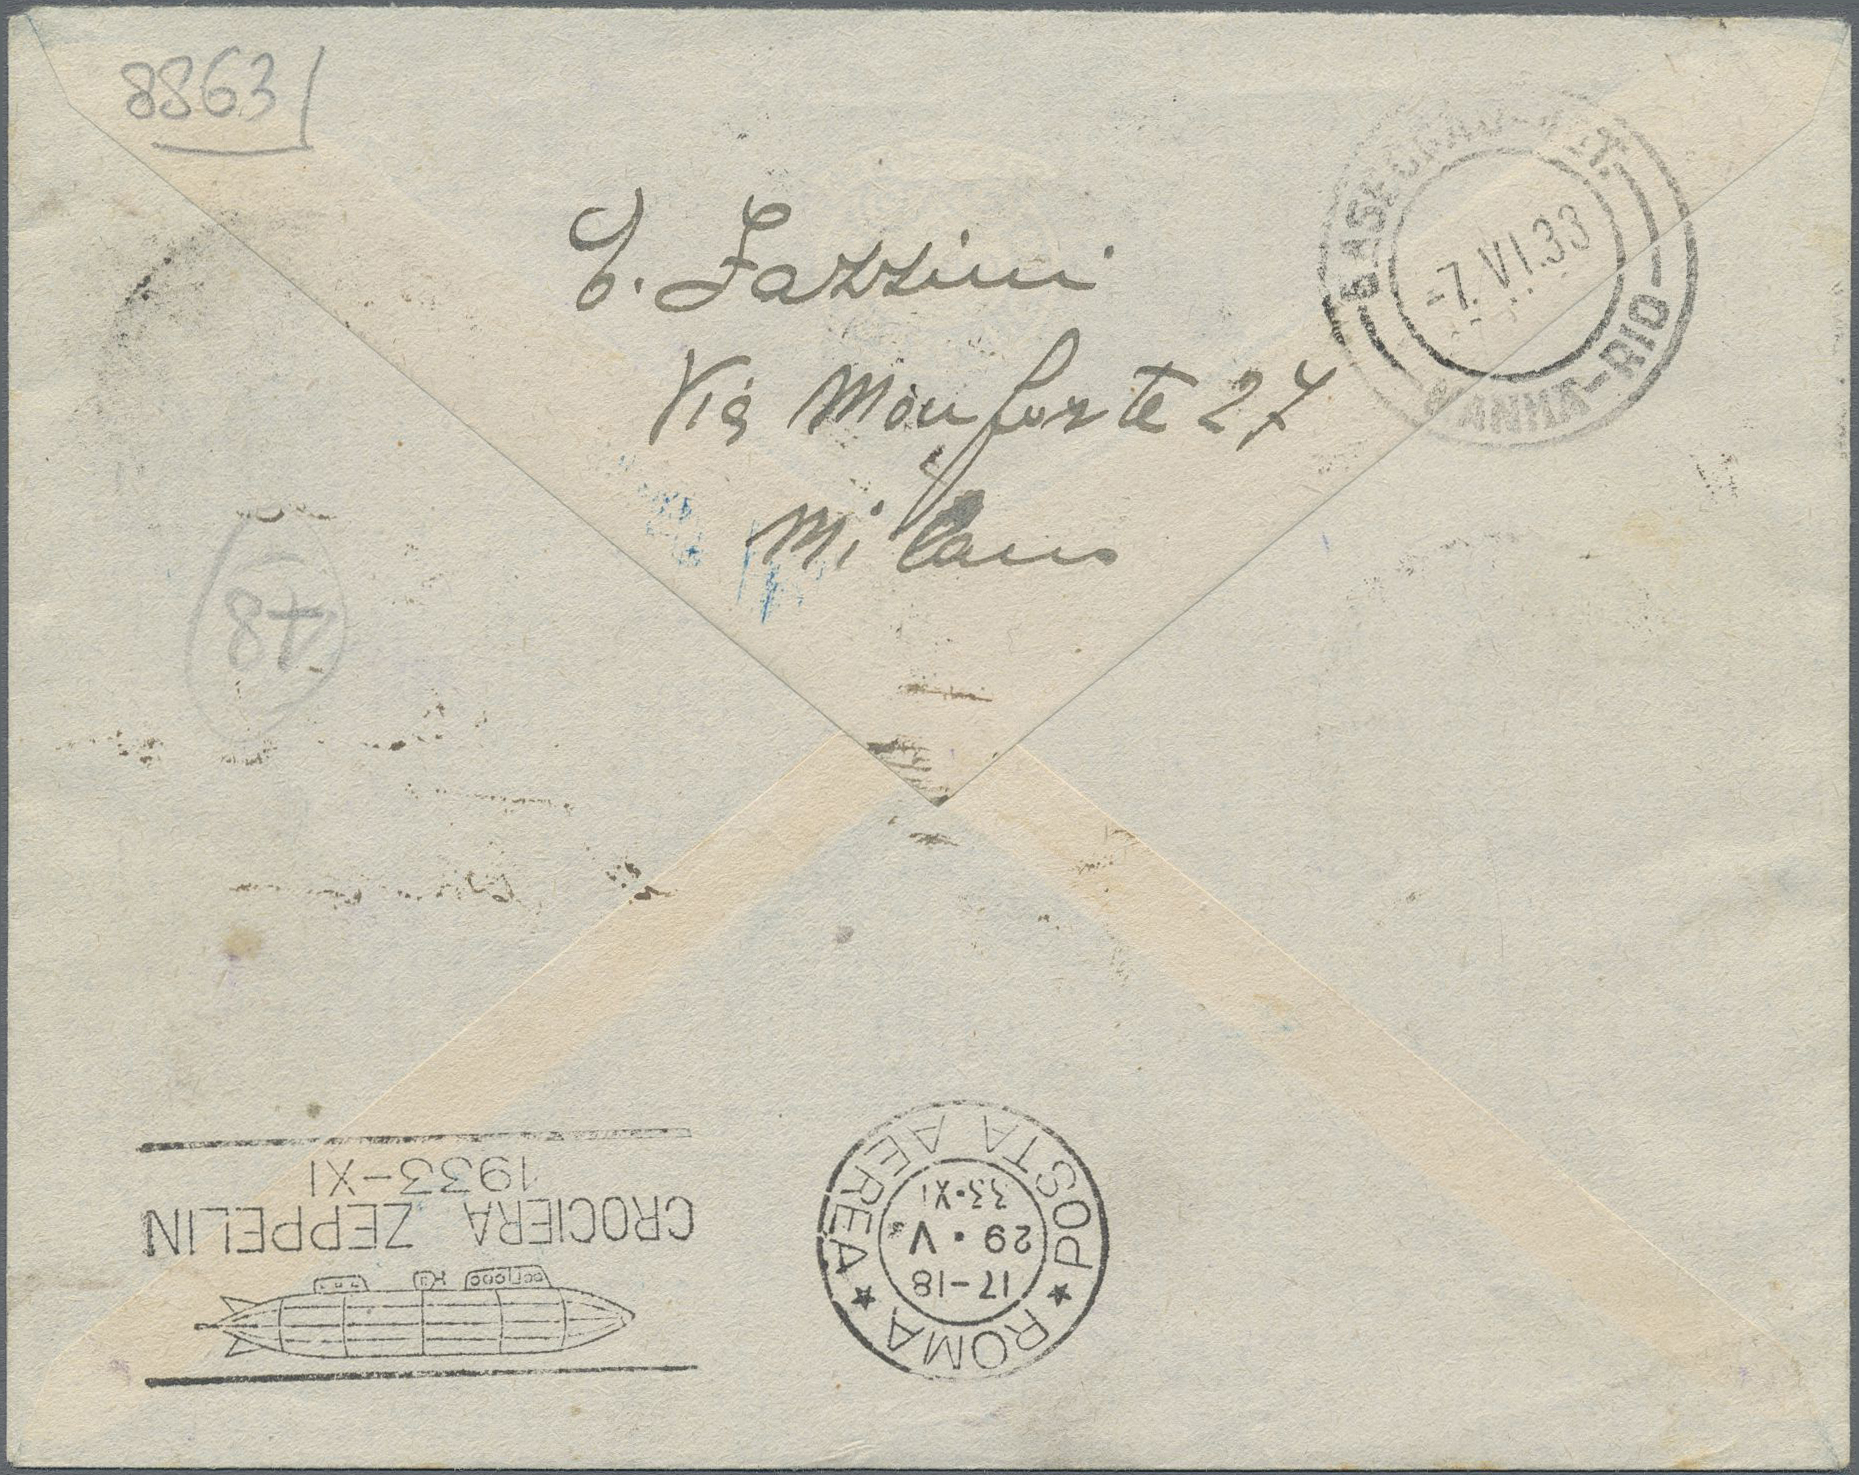 8863/
-7.VI.33
MANHÃ-RIO
Fazzini
Via Monforte 27
Milano
48
ROMA
POSTA AEREA
17-18
29·V
33·XI
CROCIERA ZEPPELIN
1933-XI